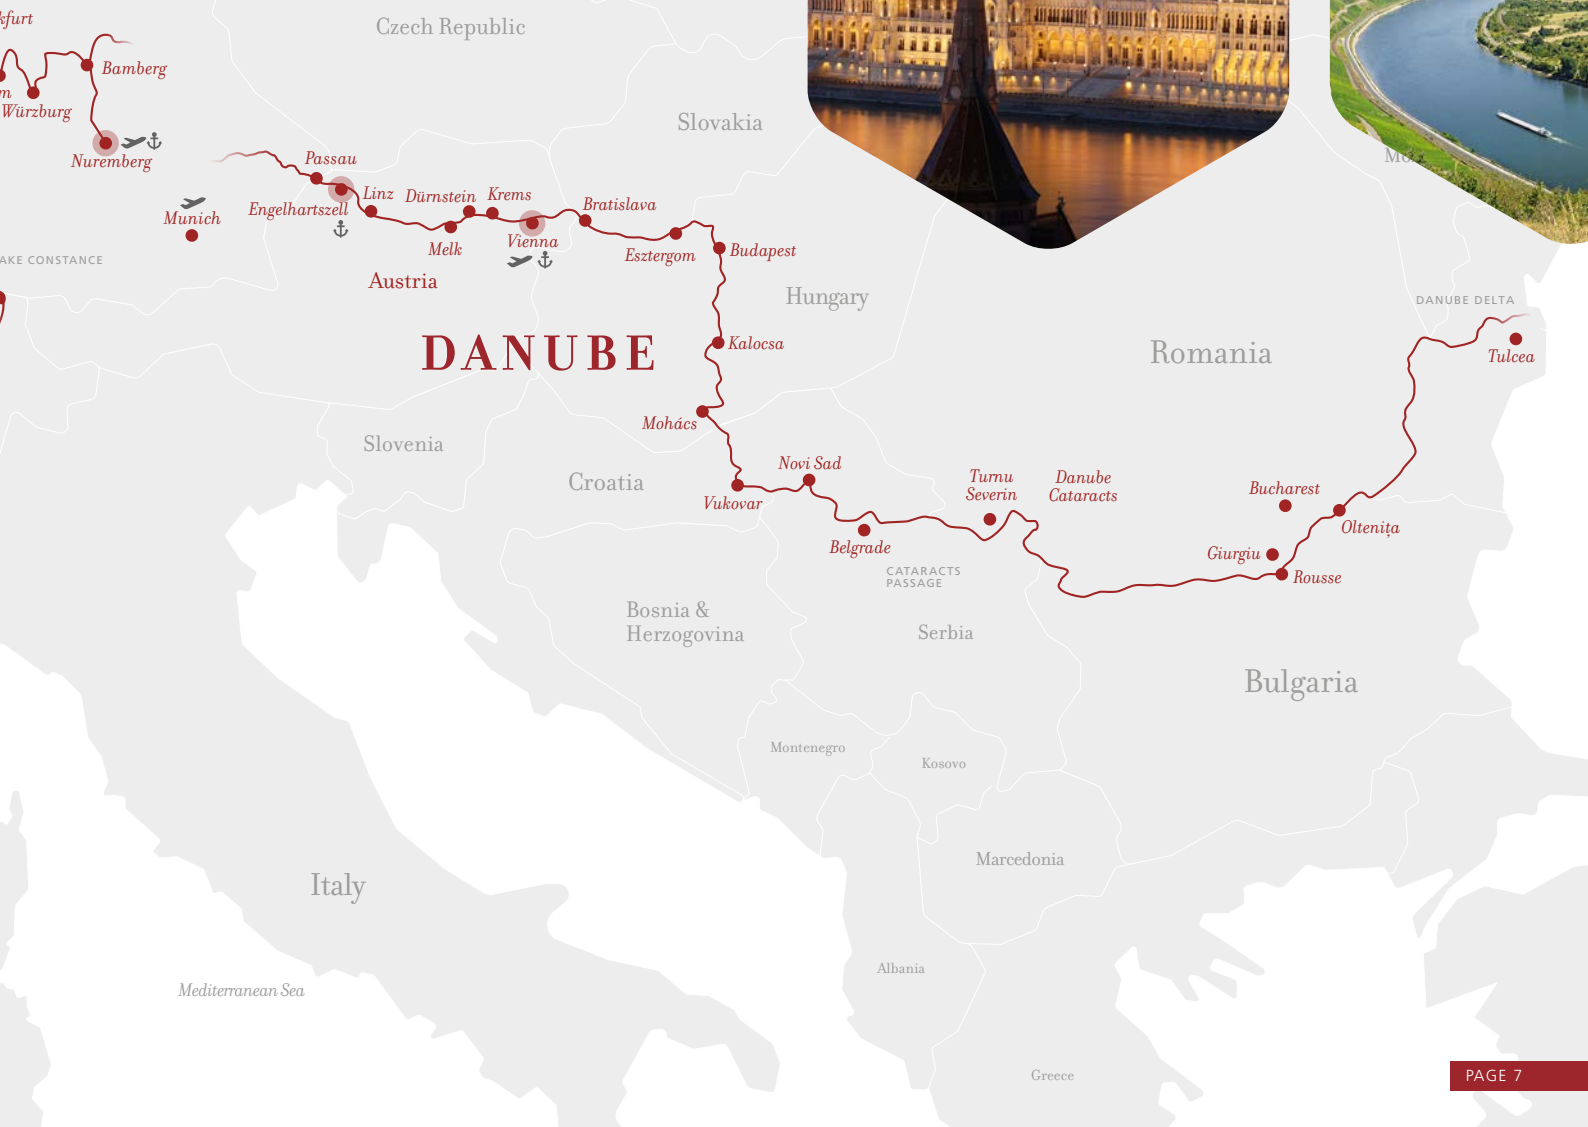 Czech Republic
Bamberg
Würzburg
Slovakia
Nuremberg
Passau
Munich
Engelhartszell
Linz
Dürnstein
Krems
Bratislava
Melk
Vienna
Esztergom
Budapest
AKE CONSTANCE
Austria
Hungary
DANUBE DELTA
DANUBE
Kalocsa
Romania
Tulcea
Mohács
Slovenia
Croatia
Novi Sad
Vukovar
Turnu
Severin
Danube
Cataracts
Bucharest
Oltenița
Belgrade
Giurgiu
CATARACTS
PASSAGE
Rousse
Bosnia &
Herzogovina
Serbia
Bulgaria
Montenegro
Kosovo
Marcedonia
Italy
Albania
Mediterranean Sea
Greece
PAGE 7